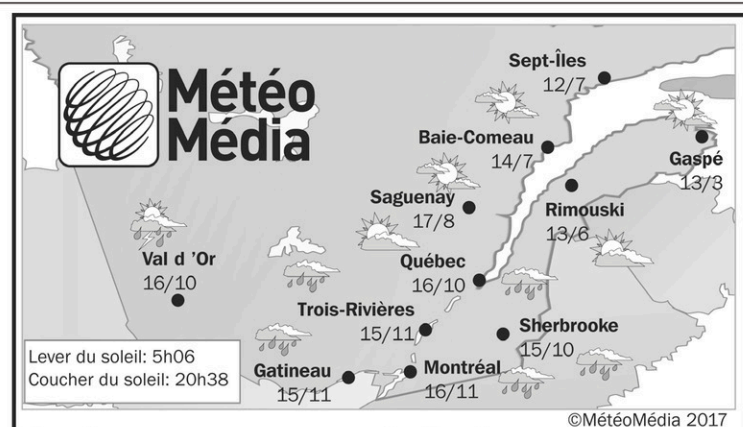 Météo
Média
Sept-Îles
12/7
Baie-Comeau
14/7
Gaspé
13/3
Saguenay
17/8
Rimouski
13/6
Val d 'Or
16/10
Québec
16/10
Trois-Rivières
15/11
Sherbrooke
15/10
Lever du soleil: 5h06
Coucher du soleil: 20h38
Gatineau
15/11
Montréal
16/11
©MétéoMédia 2017